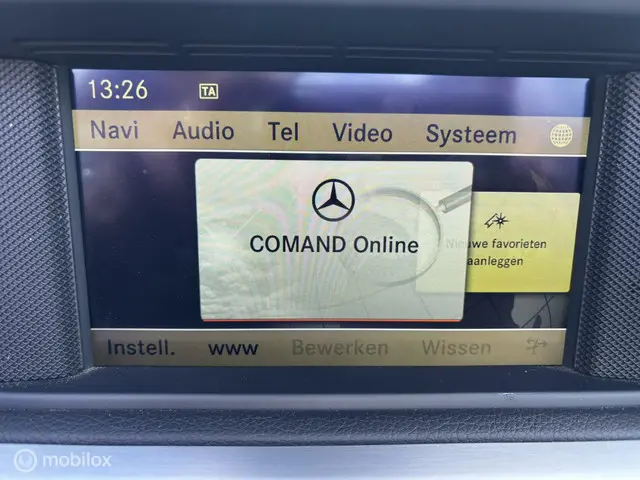 13:26 TA
Navi Audio Tel Video Systeem
COMAND Online
Nieuwe favorieten
aanleggen
Instell. www Bewerken Wissen
mobilox